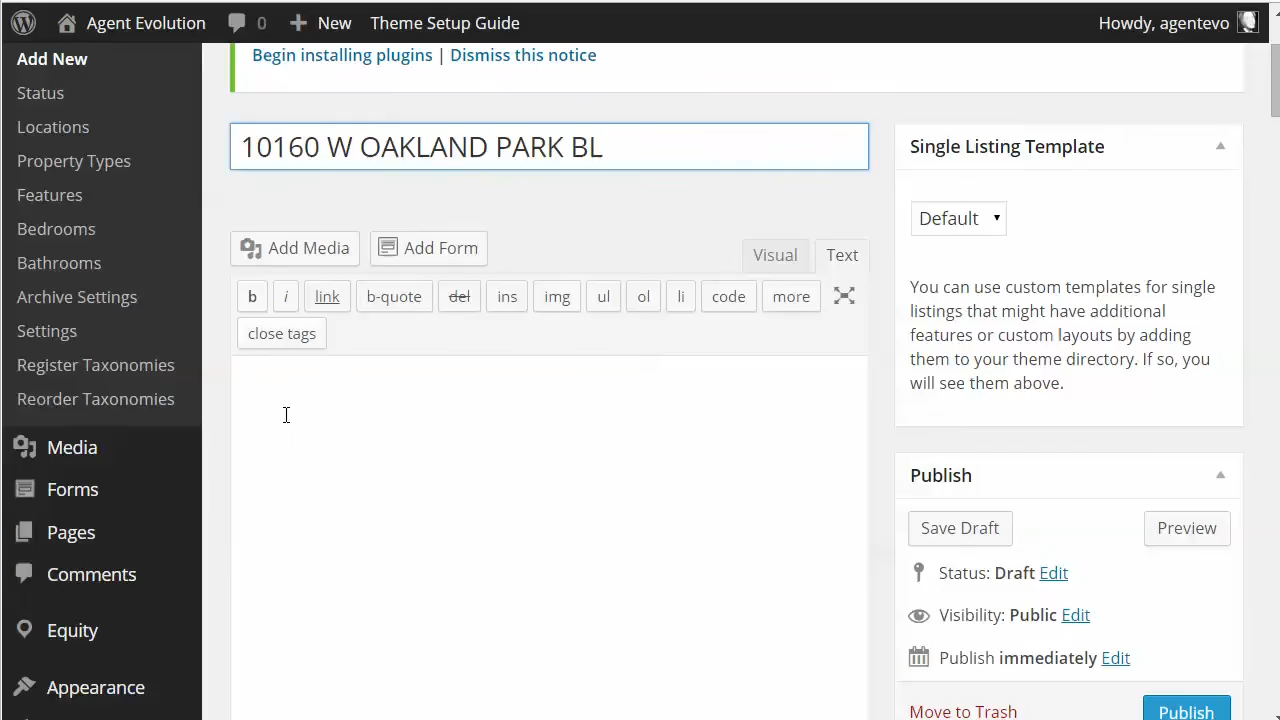 Agent Evolution 0 New Theme Setup Guide Howdy, agentevo
Add New
Status
Locations
Property Types
Features
Bedrooms
Bathrooms
Archive Settings
Settings
Register Taxonomies
Reorder Taxonomies
Media
Forms
Pages
Comments
Equity
Appearance
Begin installing plugins | Dismiss this notice
10160 W OAKLAND PARK BL
Add Media Add Form Visual Text
b i link b-quote del ins img ul ol li code more
close tags
Single Listing Template
Default
You can use custom templates for single
listings that might have additional
features or custom layouts by adding
them to your theme directory. If so, you
will see them above.
Publish
Save Draft Preview
Status: Draft Edit
Visibility: Public Edit
Publish immediately Edit
Move to Trash Publish